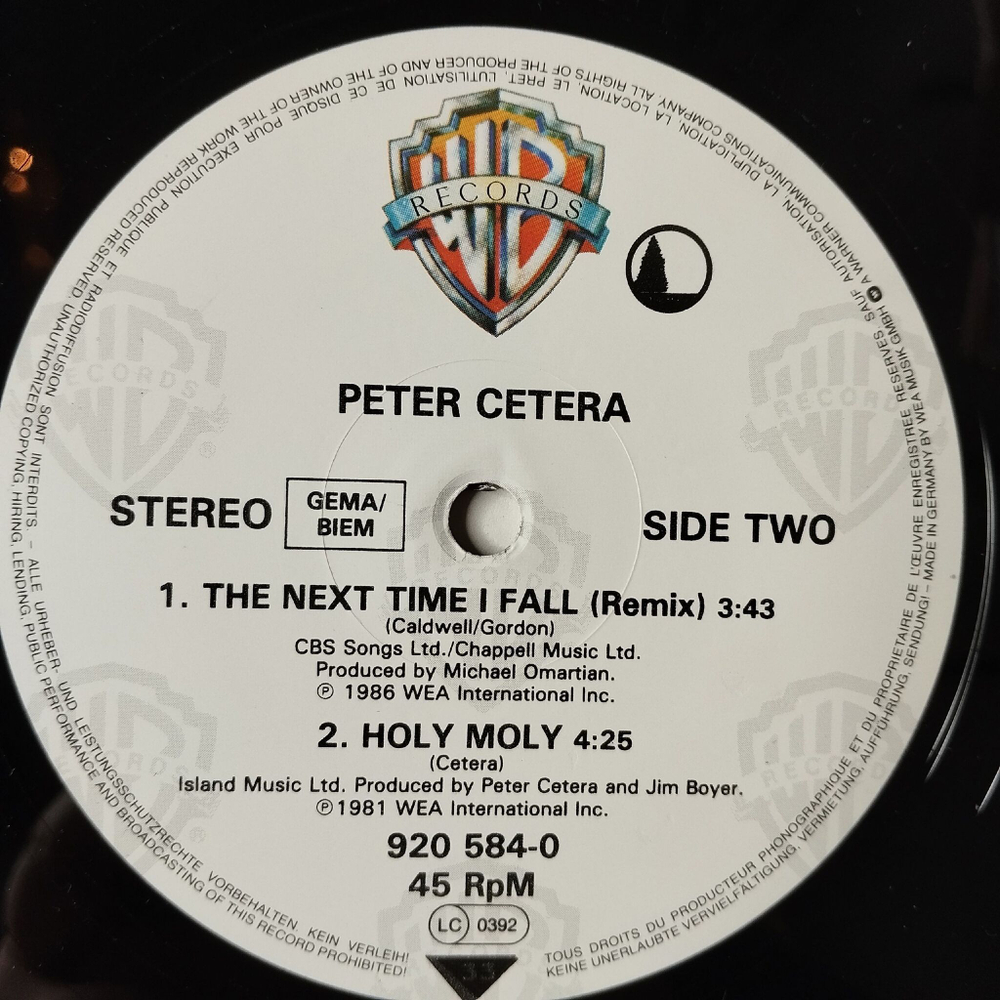 WB
RECORDS
PETER CETERA
STEREO
GEMA/
BIEM
SIDE TWO
1. THE NEXT TIME I FALL (Remix) 3:43
(Caldwell/Gordon)
CBS Songs Ltd./Chappell Music Ltd.
Produced by Michael Omartian.
℗ 1986 WEA International Inc.
2. HOLY MOLY 4:25
(Cetera)
Island Music Ltd. Produced by Peter Cetera and Jim Boyer.
℗1981 WEA International Inc.
920 584-0
45 RpM
LC 0392
33
TOUS DROITS DU PRODUCTEUR PHONOGRAPHIQUE ET DU PROPRIETAIRE DE L'ŒUVRE ENREGISTREE RESERVES SAUF AUTORISATION, LA DUPLICATION, LA LOCATION, LE PRET, L'UTILISATION DE CE DISQUE POUR EXECUTION PUBLIQUE ET RADIODIFFUSION SONT INTERDITS. – ALLE URHEBER- UND LEISTUNGSSCHUTZRECHTE VORBEHALTEN. KEIN VERLEIH!
KEINE UNERLAUBTE VERVIELFALTIGUNG, VERMIETUNG, AUFFÜHRUNG, SENDUNG! – MADE IN GERMANY BY WEA MUSIK GMBH A WARNER COMMUNICATIONS COMPANY. ALL RIGHTS OF THE PRODUCER AND OF THE OWNER OF THE WORK REPRODUCED RESERVED. UNAUTHORIZED COPYING, HIRING, LENDING, PUBLIC PERFORMANCE AND BROADCASTING OF THIS RECORD PROHIBITED!